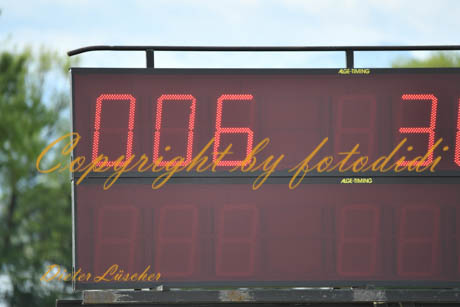 ALGE-TIMING
006 3
Copyright by fotodidi
ALGE-TIMING
Dieter Lüscher